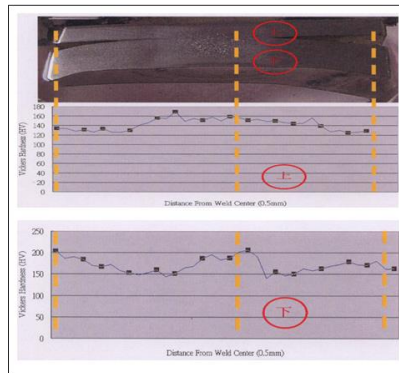 上
下
Vickers Hardness (HV)
180
160
140
120
100
80
60
40
20
0
上
Distance From Weld Center (0.5mm)
Vickers Hardness (HV)
250
200
150
100
50
0
下
Distance From Weld Center (0.5mm)